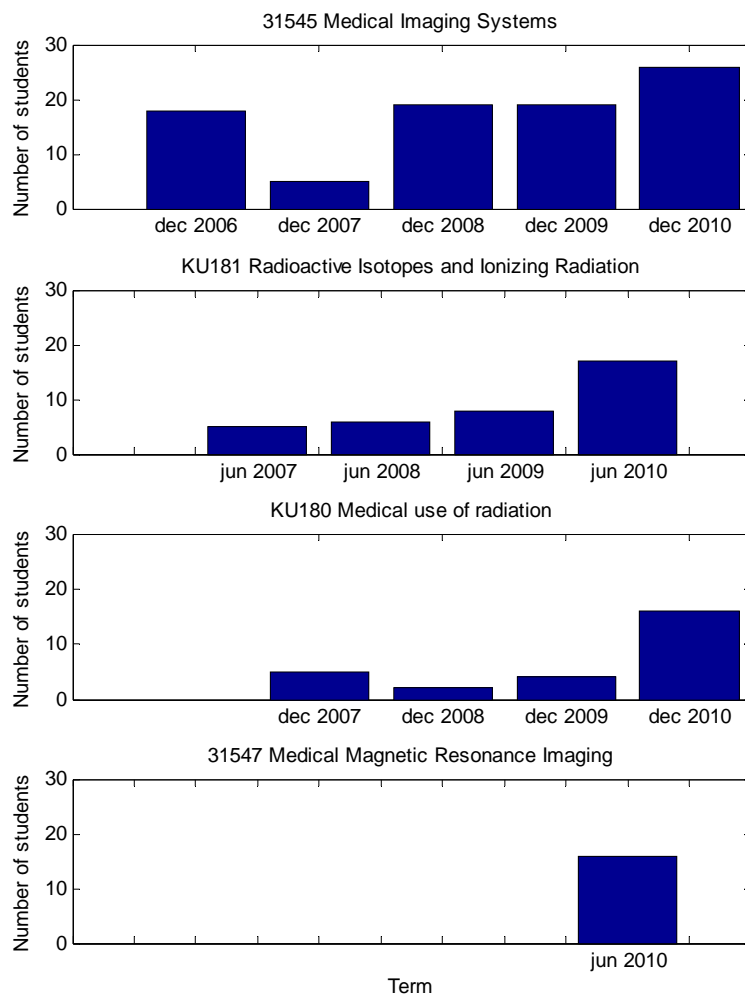 31545 Medical Imaging Systems
Number of students
30
20
10
0
dec 2006 dec 2007 dec 2008 dec 2009 dec 2010
KU181 Radioactive Isotopes and Ionizing Radiation
Number of students
30
20
10
0
jun 2007 jun 2008 jun 2009 jun 2010
KU180 Medical use of radiation
Number of students
30
20
10
0
dec 2007 dec 2008 dec 2009 dec 2010
31547 Medical Magnetic Resonance Imaging
Number of students
30
20
10
0
jun 2010
Term